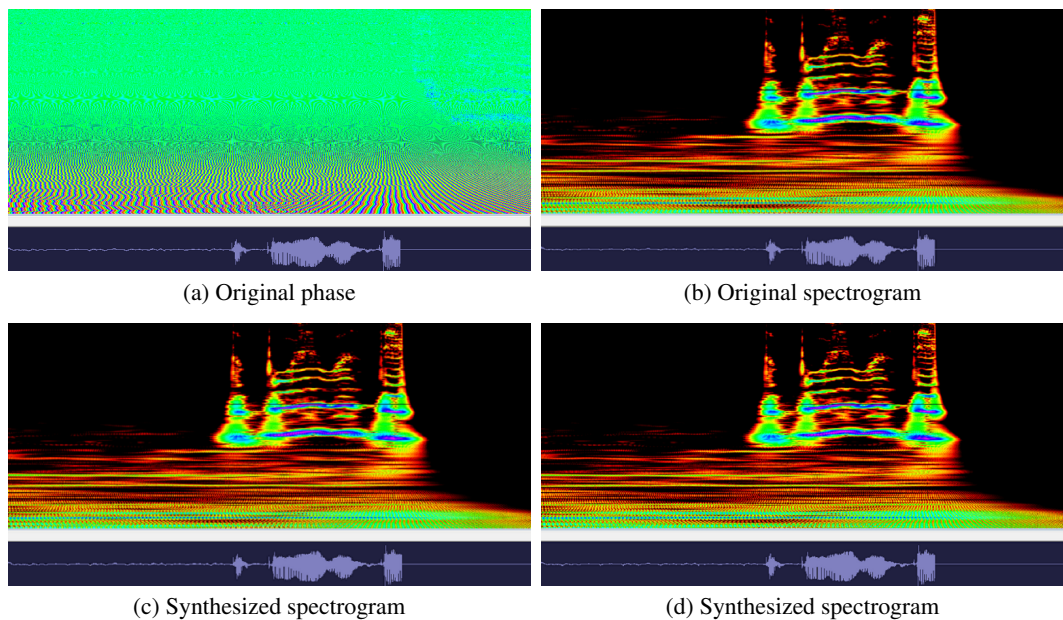 (a) Original phase
(b) Original spectrogram
(c) Synthesized spectrogram
(d) Synthesized spectrogram